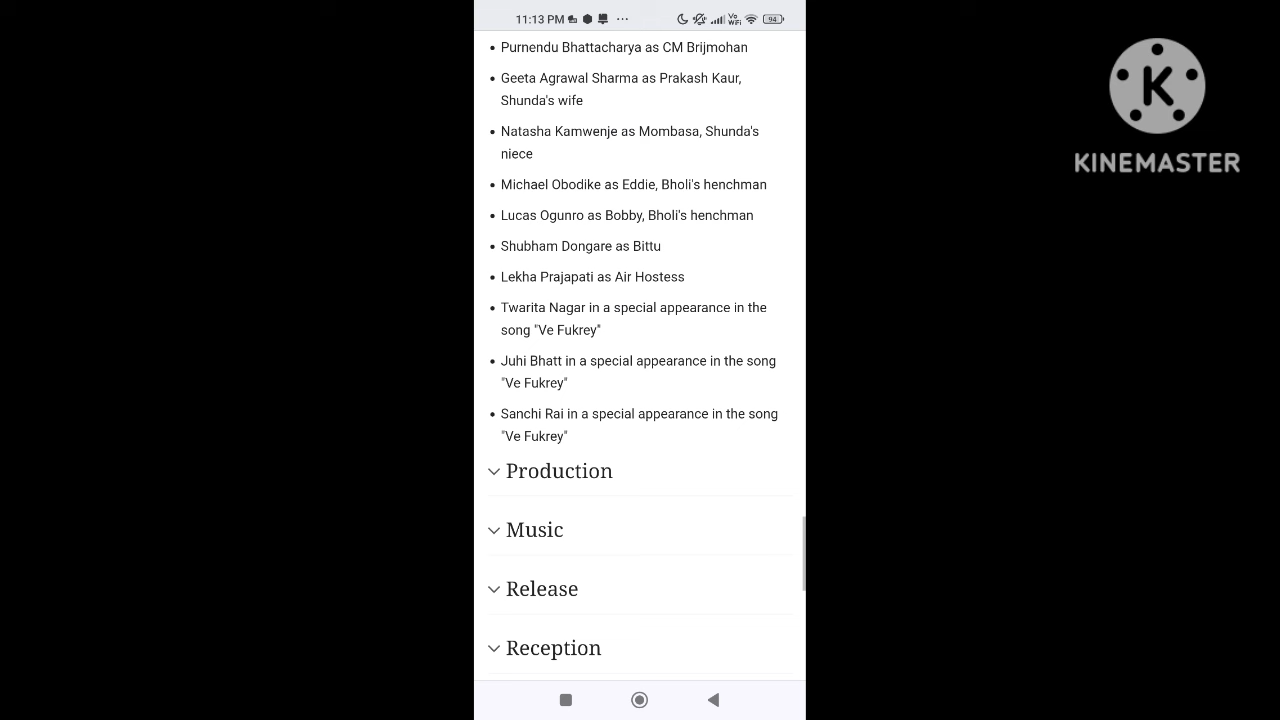 11:13 PM
Vo
WiFi
94
• Purnendu Bhattacharya as CM Brijmohan
• Geeta Agrawal Sharma as Prakash Kaur,
Shunda's wife
• Natasha Kamwenje as Mombasa, Shunda's
niece
• Michael Obodike as Eddie, Bholi's henchman
• Lucas Ogunro as Bobby, Bholi's henchman
• Shubham Dongare as Bittu
• Lekha Prajapati as Air Hostess
• Twarita Nagar in a special appearance in the
song "Ve Fukrey"
• Juhi Bhatt in a special appearance in the song
"Ve Fukrey"
• Sanchi Rai in a special appearance in the song
"Ve Fukrey"
Production
Music
Release
Reception
K
KINEMASTER